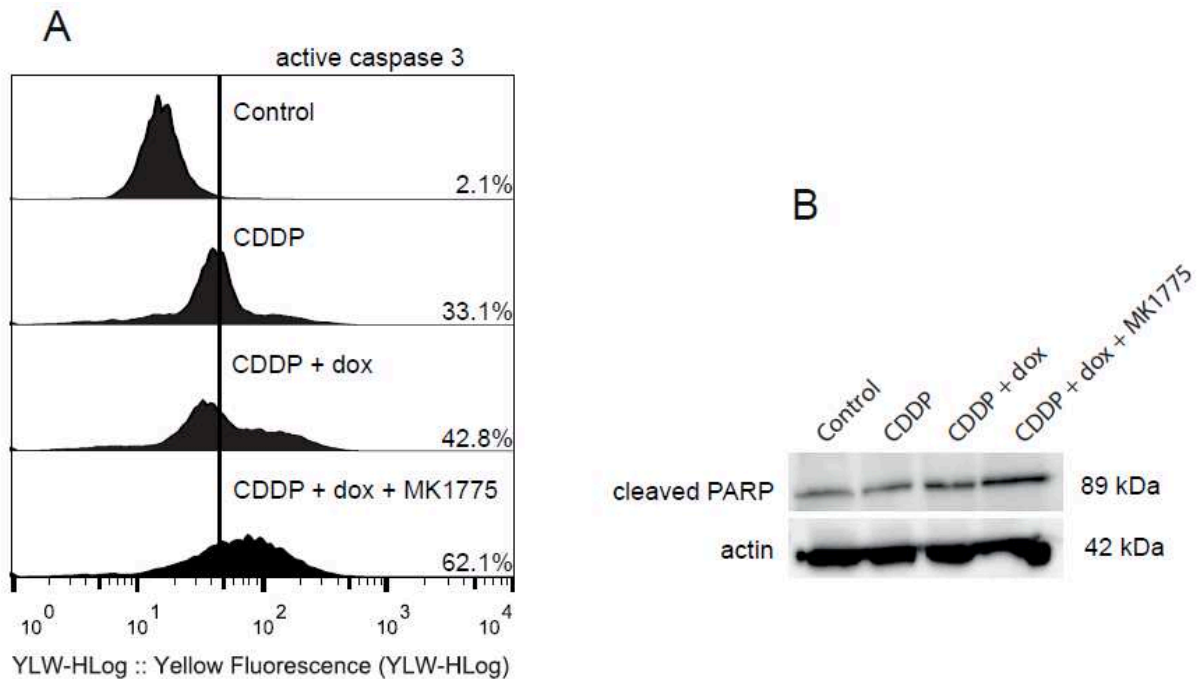 A
active caspase 3
Control
2.1%
CDDP
33.1%
CDDP + dox
42.8%
CDDP + dox + MK1775
62.1%
10^0 10^1 10^2 10^3 10^4
YLW-HLog :: Yellow Fluorescence (YLW-HLog)
B
Control
CDDP
CDDP + dox
CDDP + dox + MK1775
cleaved PARP 89 kDa
actin 42 kDa